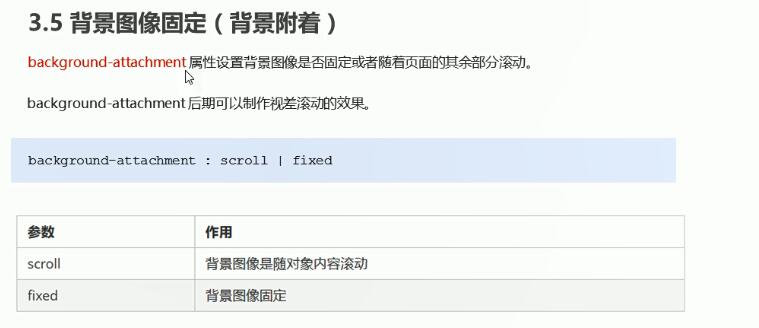 3.5 背景图像固定（背景附着）
background-attachment 属性设置背景图像是否固定或者随着页面的其余部分滚动。
background-attachment 后期可以制作视差滚动的效果。
background-attachment : scroll | fixed
参数 作用
scroll 背景图像是随对象内容滚动
fixed 背景图像固定